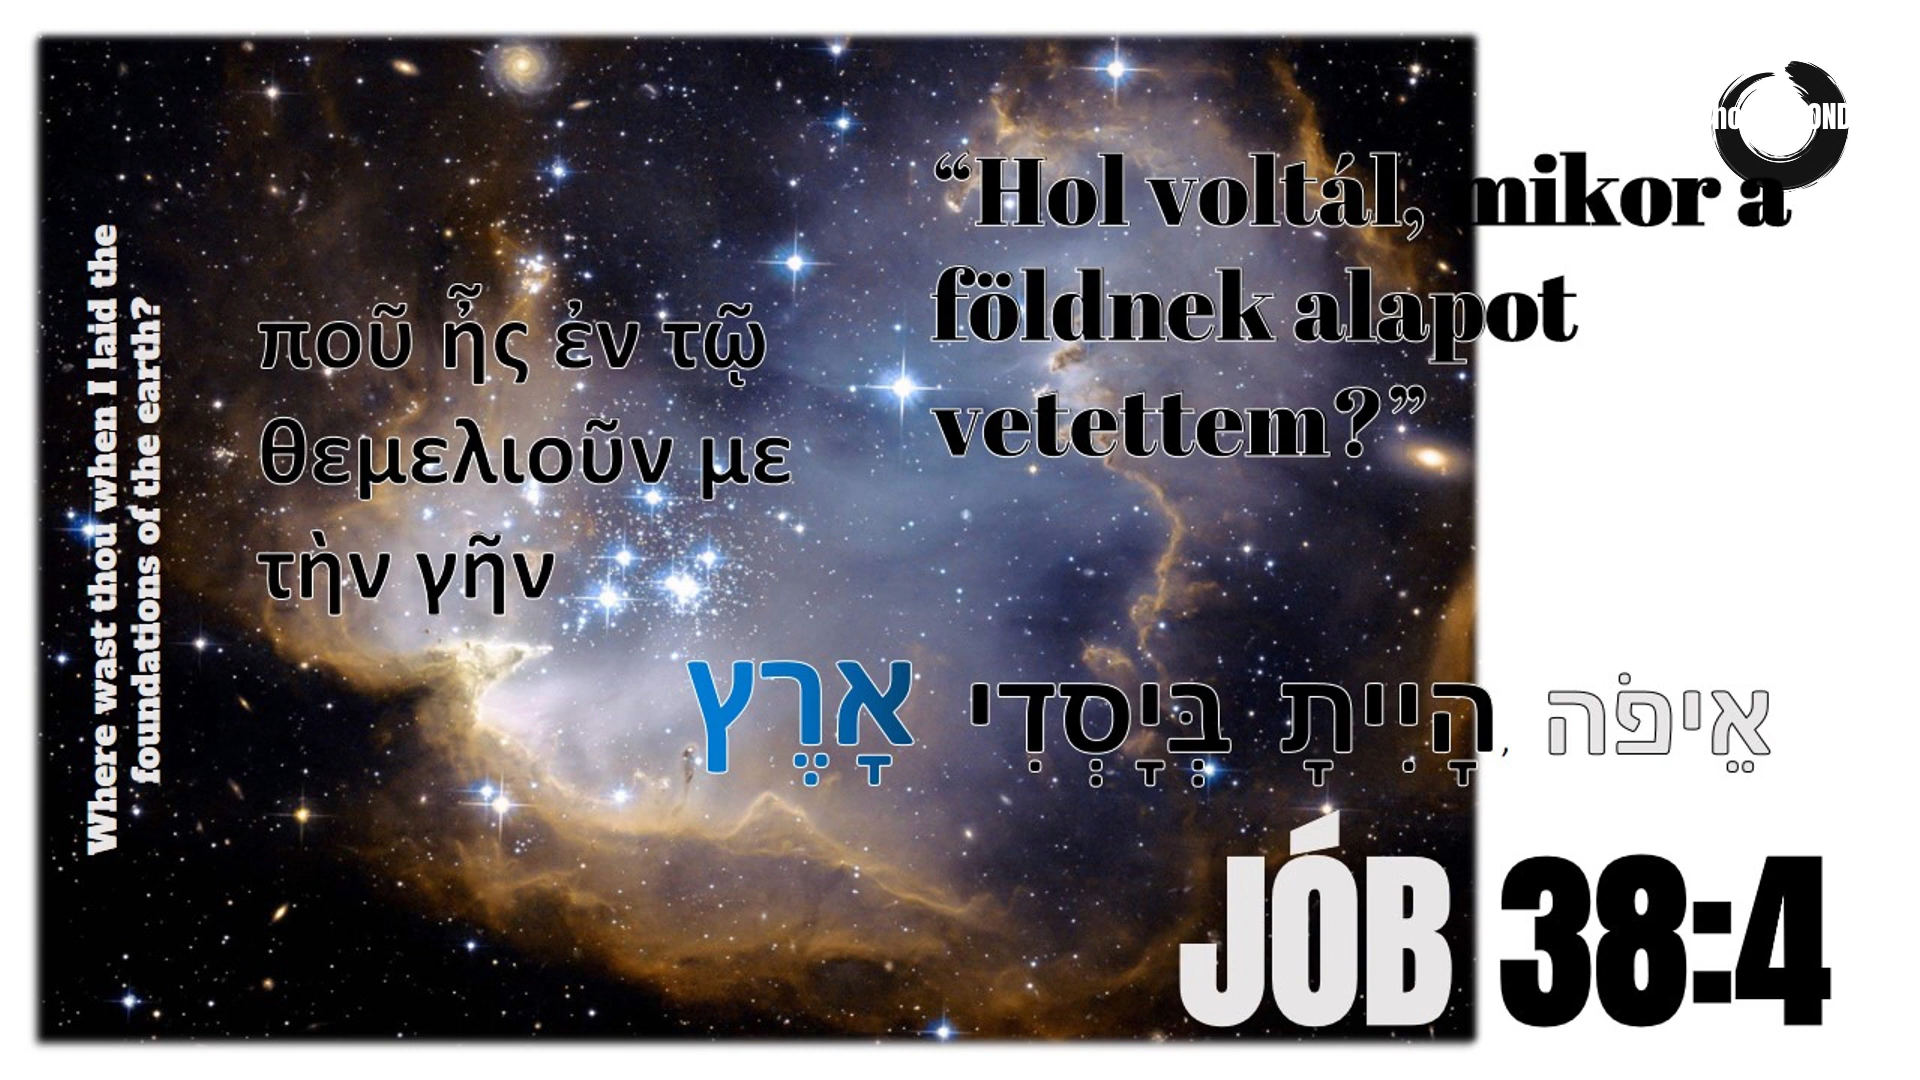 Where wast thou when I laid the
foundations of the earth?
ποῦ ἦς ἐν τῷ
θεμελιοῦν με
τὴν γῆν
“Hol voltál, mikor a
földnek alapot
vetettem?”
אֵיפֹה הָיִיתָ, בְּיָסְדִי אָרֶץ
JÓB 38:4